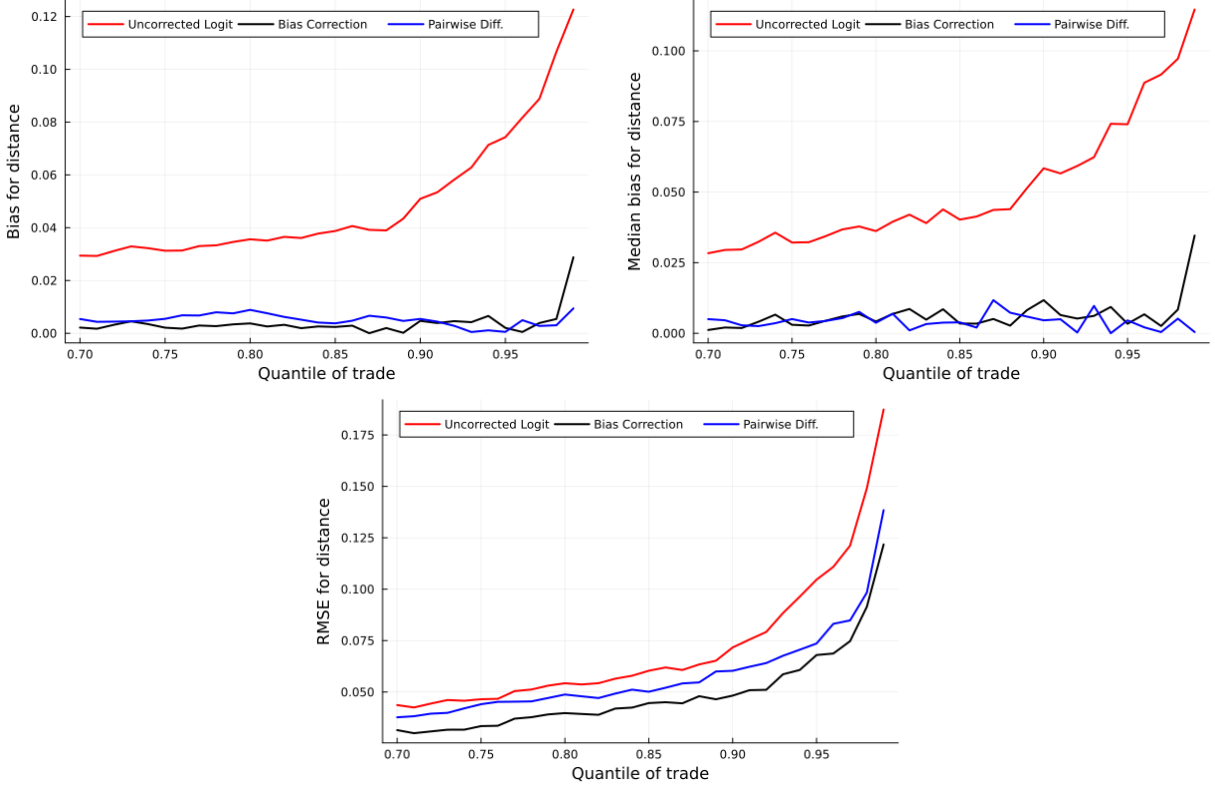 Uncorrected Logit Bias Correction Pairwise Diff.
0.12
0.10
0.08
0.06
0.04
0.02
0.00
Bias for distance
0.70 0.75 0.80 0.85 0.90 0.95
Quantile of trade
Uncorrected Logit Bias Correction Pairwise Diff.
0.100
0.075
0.050
0.025
0.000
Median bias for distance
0.70 0.75 0.80 0.85 0.90 0.95
Quantile of trade
Uncorrected Logit Bias Correction Pairwise Diff.
0.175
0.150
0.125
0.100
0.075
0.050
RMSE for distance
0.70 0.75 0.80 0.85 0.90 0.95
Quantile of trade